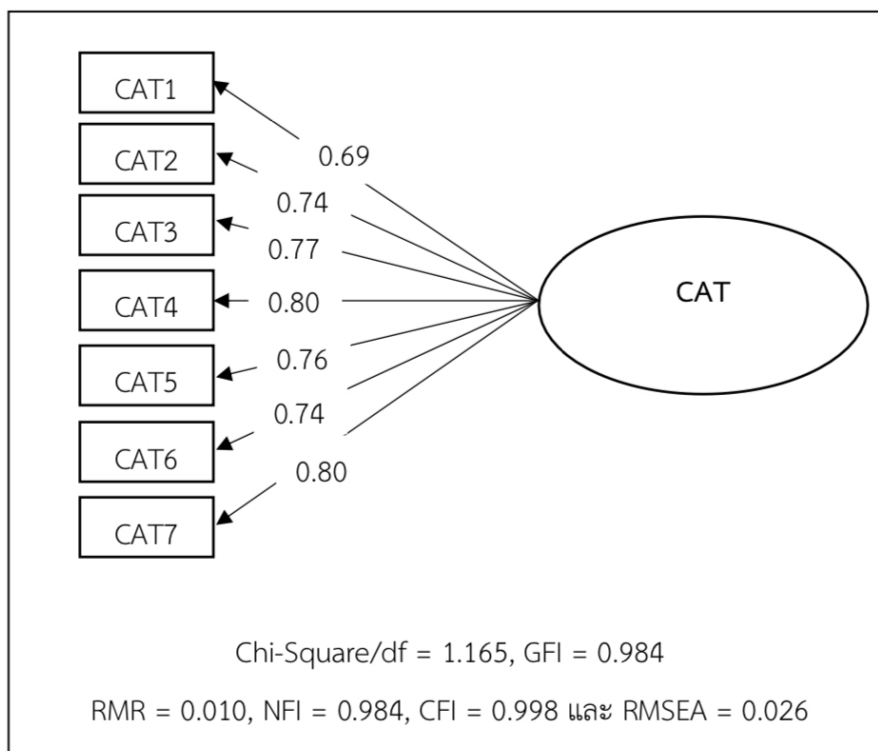 CAT1
0.69
CAT2
0.74
CAT3
0.77
CAT4
0.80
CAT
CAT5
0.76
CAT6
0.74
CAT7
0.80
Chi-Square/df = 1.165, GFI = 0.984
RMR = 0.010, NFI = 0.984, CFI = 0.998 และ RMSEA = 0.026